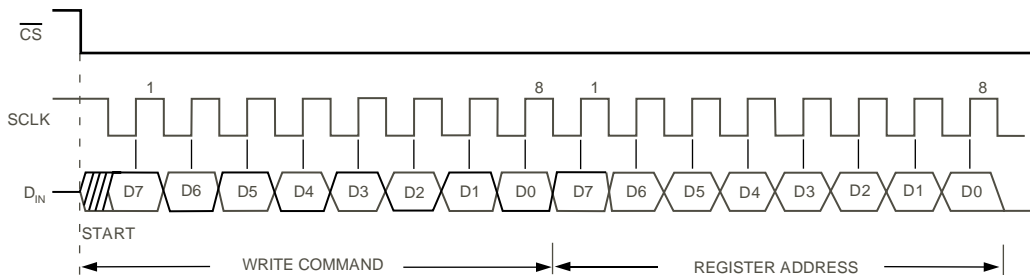 CS
1 8 1 8
SCLK
DIN D7 D6 D5 D4 D3 D2 D1 D0 D7 D6 D5 D4 D3 D2 D1 D0
START
WRITE COMMAND REGISTER ADDRESS